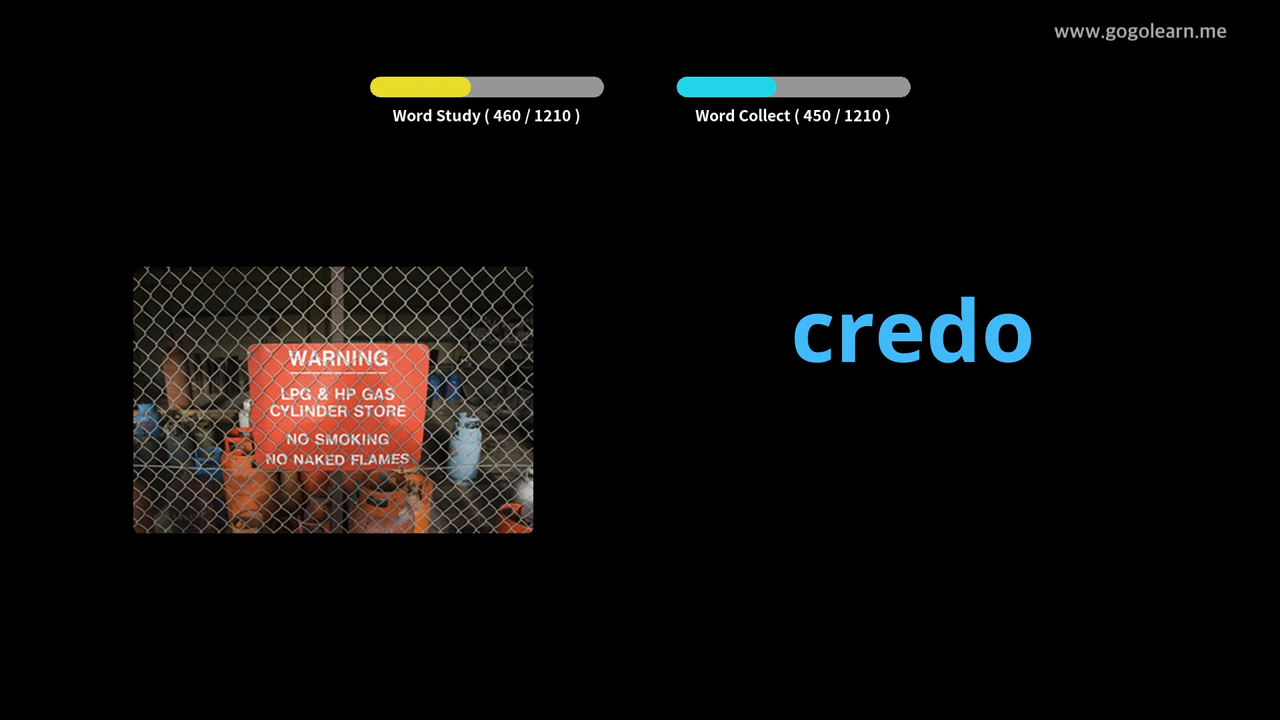 www.gogolearn.me
Word Study ( 460 / 1210 )
Word Collect ( 450 / 1210 )
credo
WARNING
LPG & HP GAS
CYLINDER STORE
NO SMOKING
NO NAKED FLAMES